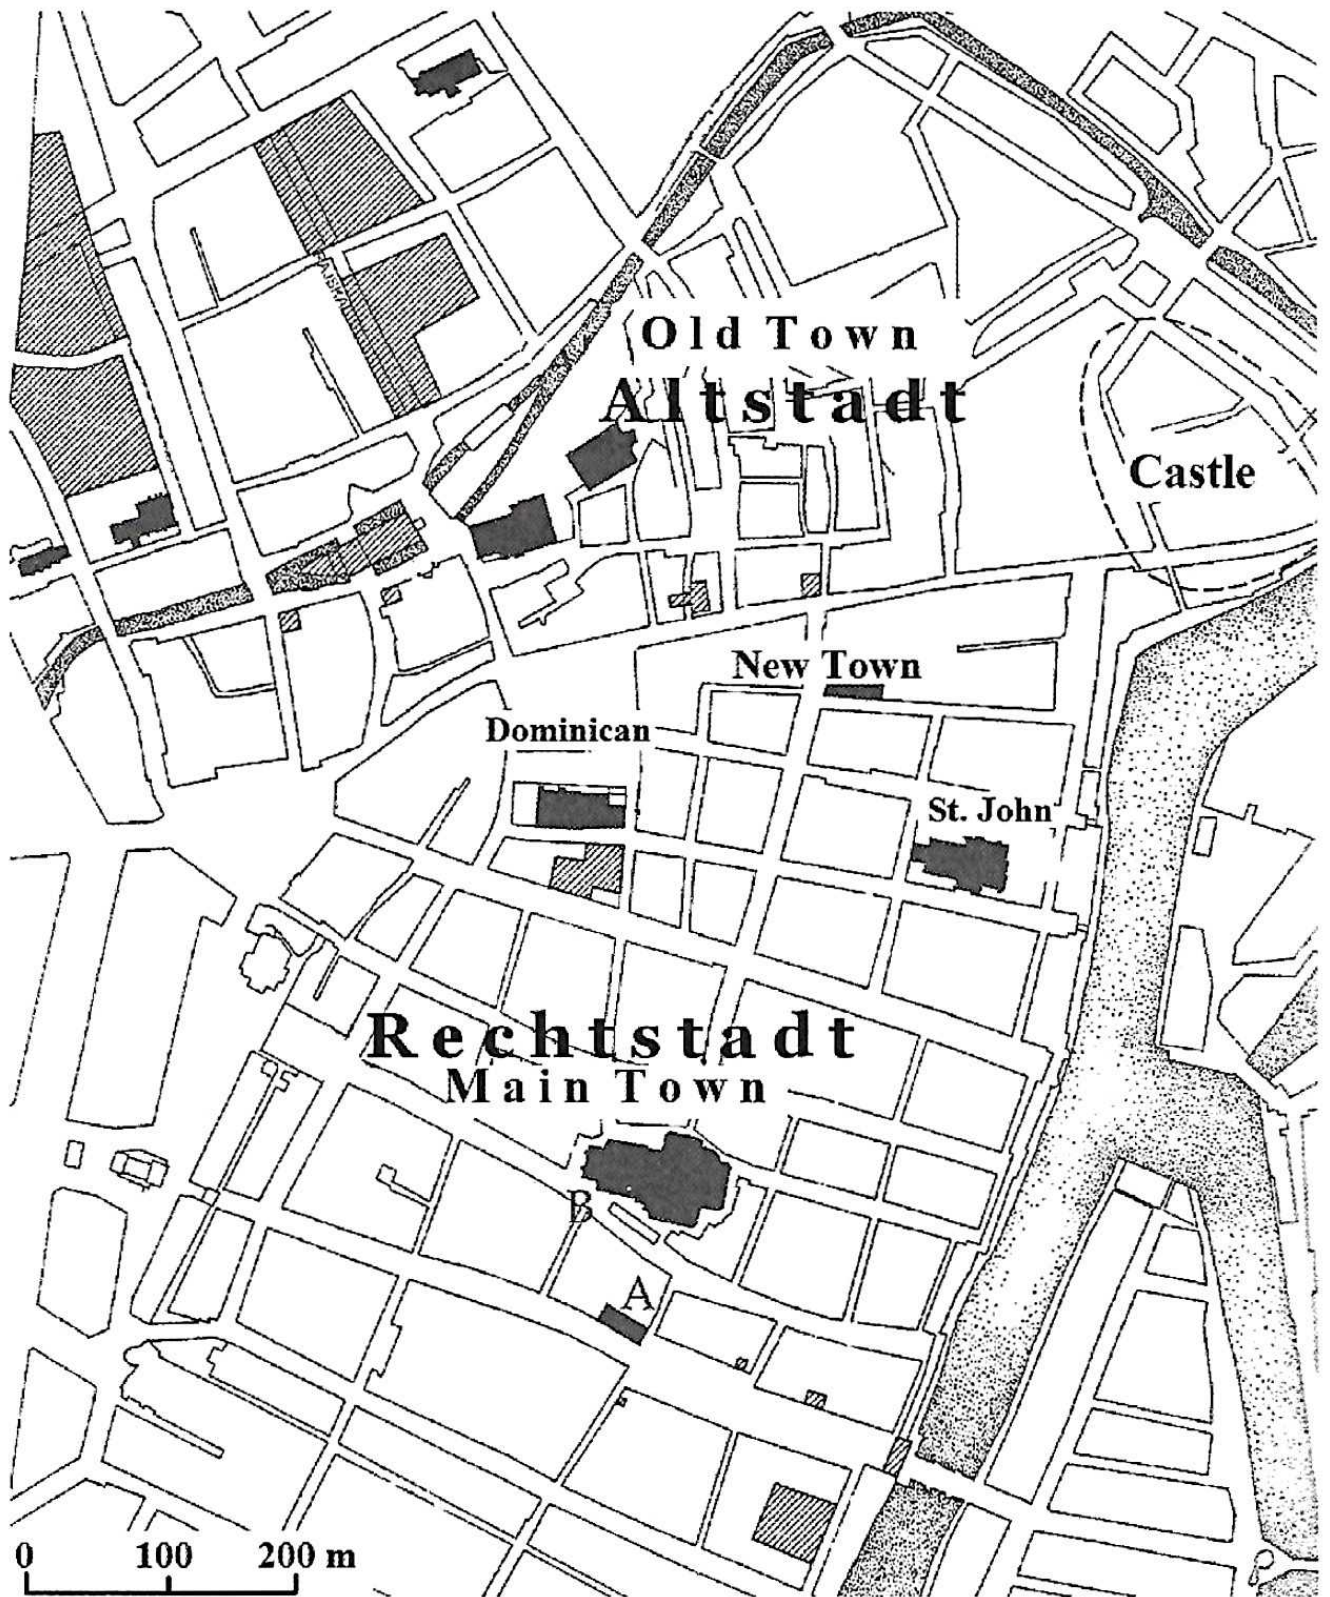 Old Town
Altstadt
Castle
New Town
Dominican
St. John
Rechtstadt
Main Town
B
A
0 100 200 m